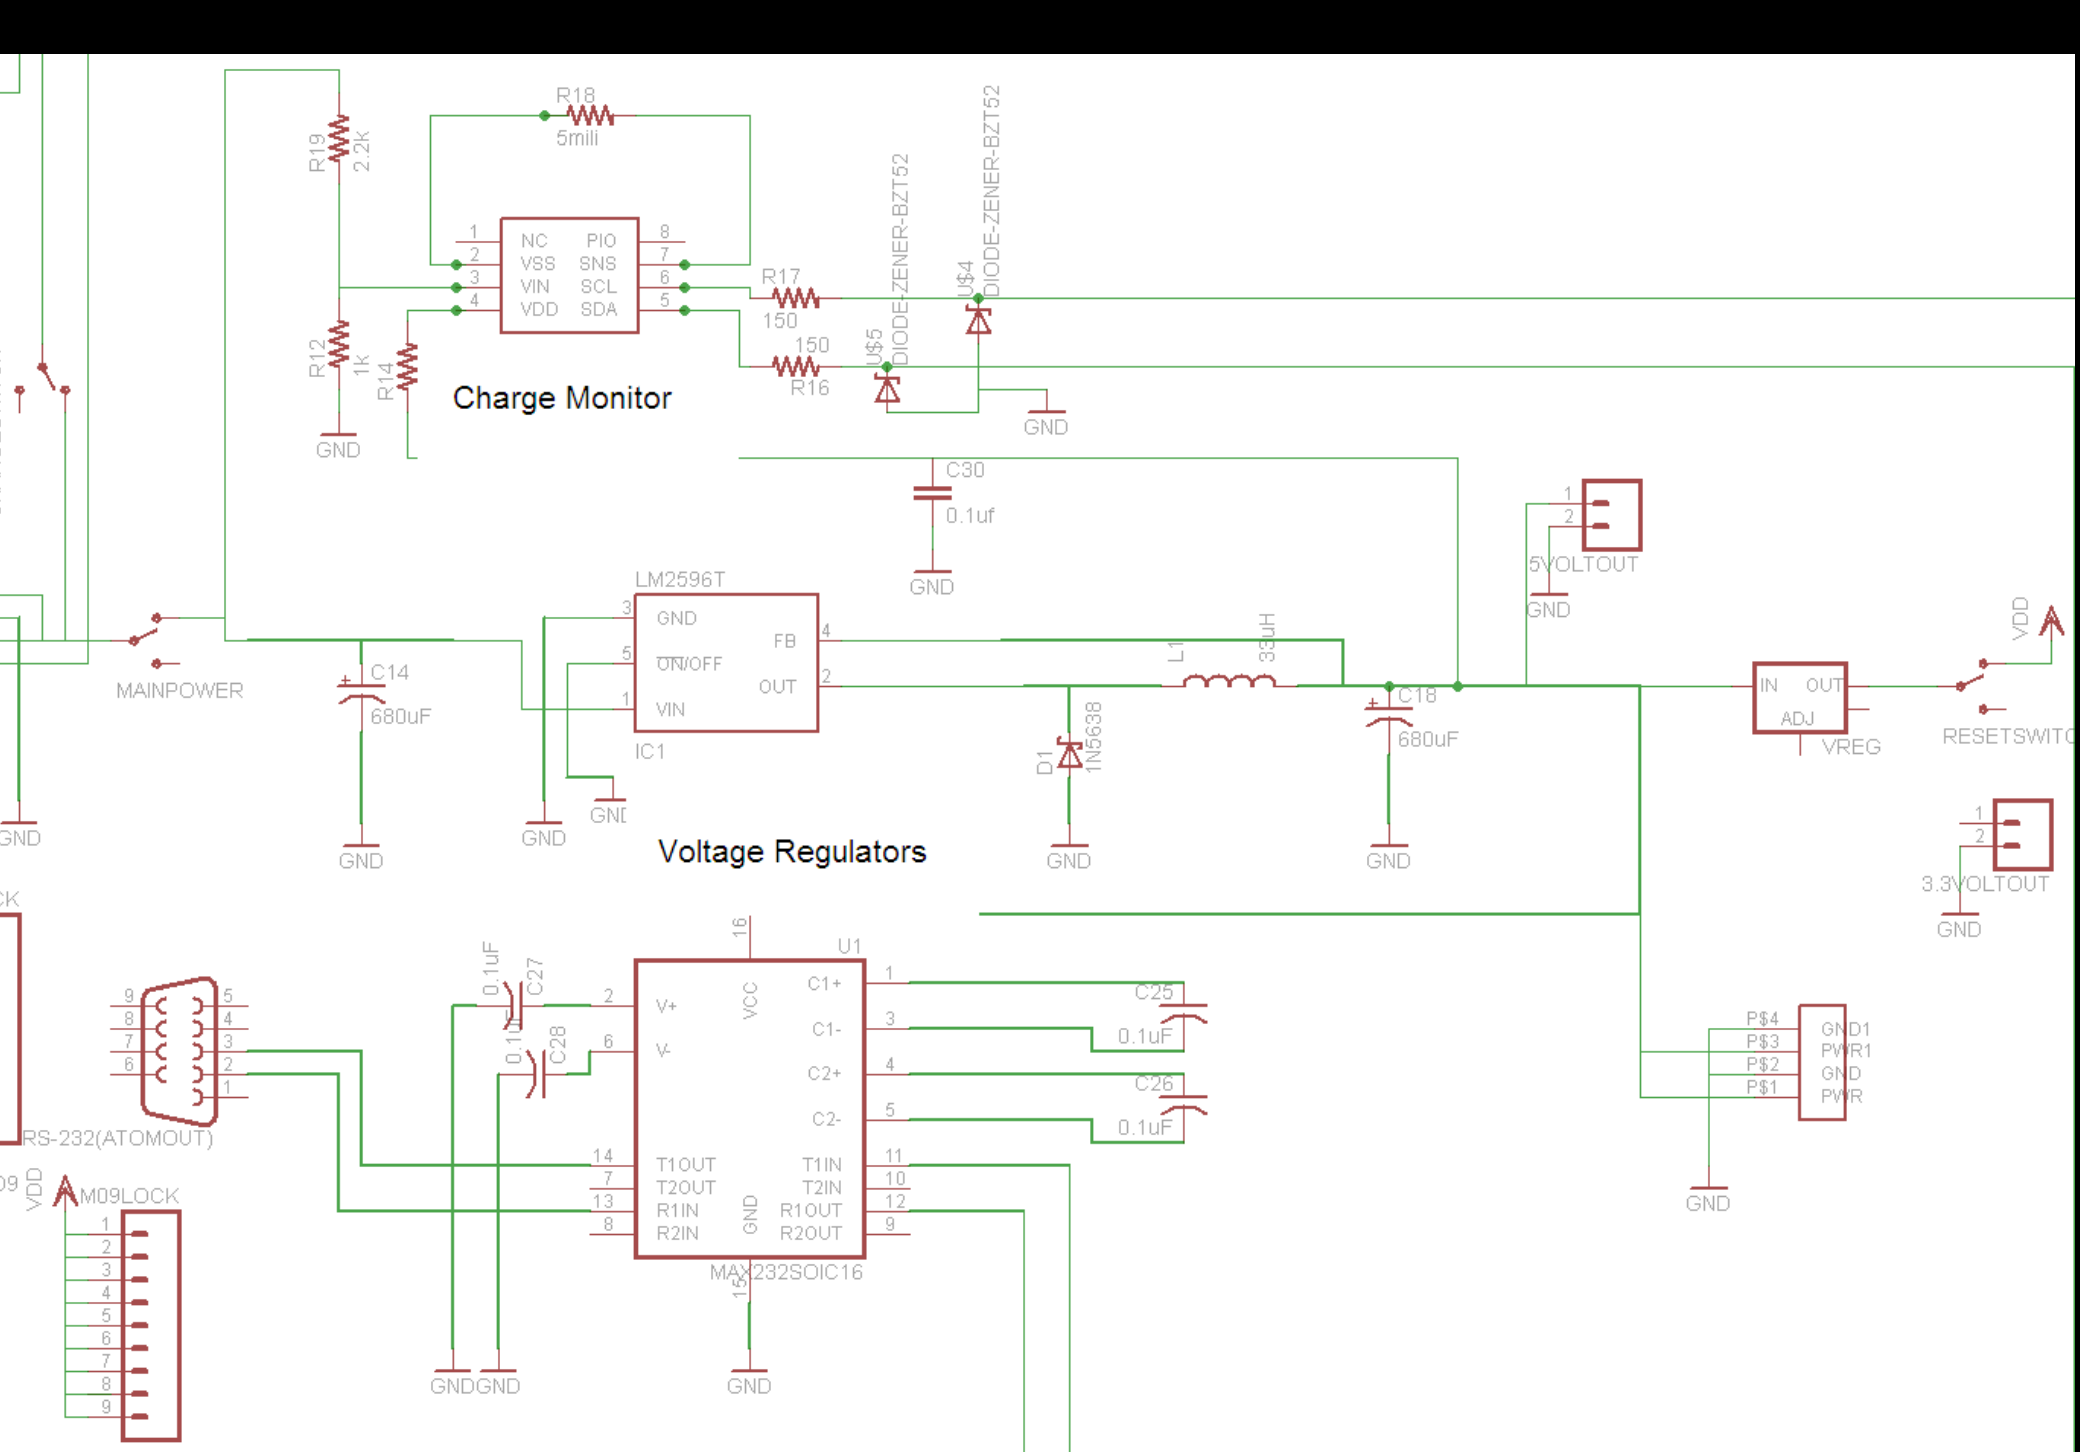 R18
5mili
R19
2.2k
DIODE-ZENER-BZT52
U$4
DIODE-ZENER-BZT52
U$5
1 NC PIO 8
2 VSS SNS 7
3 VIN SCL 6
4 VDD SDA 5
R17
150
150
R16
R12
1k
R14
Charge Monitor
GND
GND
C30
0.1uf
GND
1
2
5VOLTOUT
GND
LM2596T
3 GND
FB 4
5 ON/OFF
OUT 2
1 VIN
IC1
MAINPOWER
C14
680uF
GND
GND
GND
GND
L1
33uH
D1
1N5638
GND
C18
680uF
GND
IN OUT
ADJ
VREG
VDD
RESETSWITC
1
2
3.3VOLTOUT
GND
Voltage Regulators
CK
9 5
8 4
7 3
6 2
1
RS-232(ATOMOUT)
0.1uF
C27
C28
16
U1
VCC
2 V+
6 V-
C1+ 1
C1- 3
C2+ 4
C2- 5
14 T1OUT T1IN 11
7 T2OUT T2IN 10
13 R1IN R1OUT 12
8 R2IN R2OUT 9
GND
MAX232SOIC16
15
C25
0.1uF
C26
0.1uF
P$4 GND1
P$3 PWR1
P$2 GND
P$1 PWR
GND
09
VDD
M09LOCK
1
2
3
4
5
6
7
8
9
GND
GND
GND